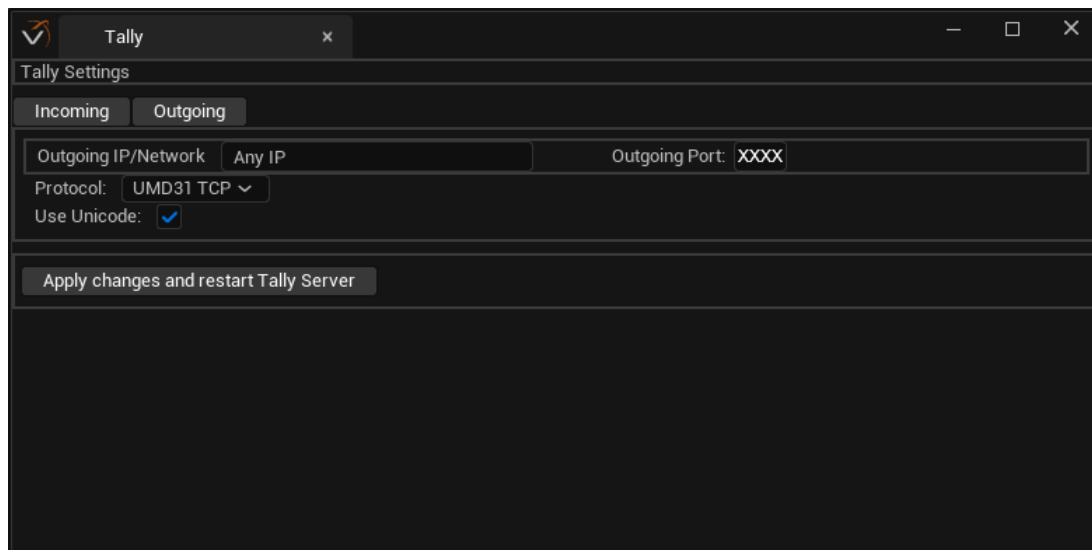 Tally
Tally Settings
Incoming Outgoing
Outgoing IP/Network Any IP Outgoing Port: XXXX
Protocol: UMD31 TCP
Use Unicode:
Apply changes and restart Tally Server